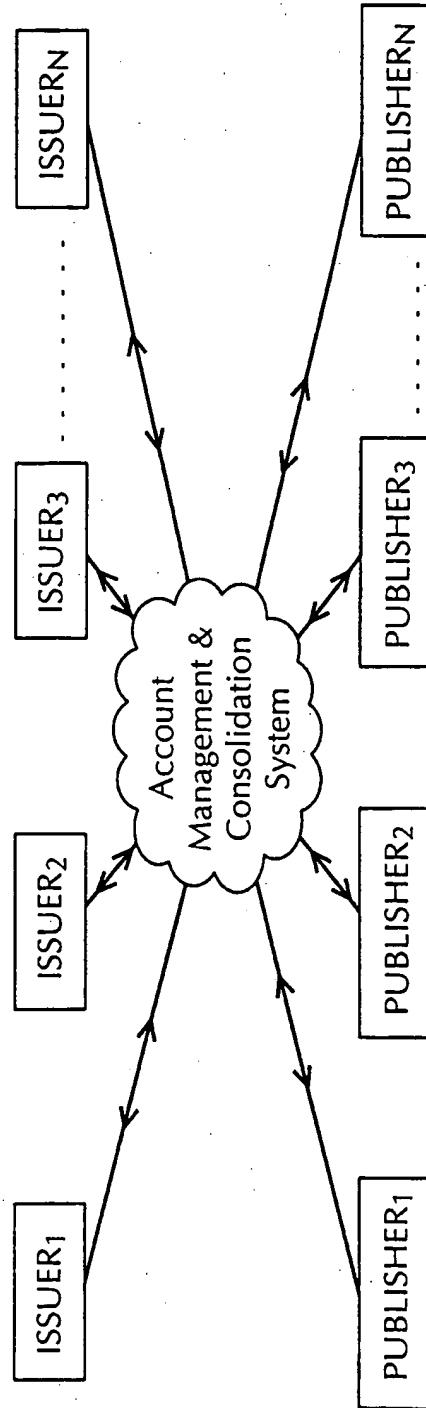 ISSUER1
ISSUER2
ISSUER3
ISSUERN
Account
Management &
Consolidation
System
PUBLISHER1
PUBLISHER2
PUBLISHER3
PUBLISHERN